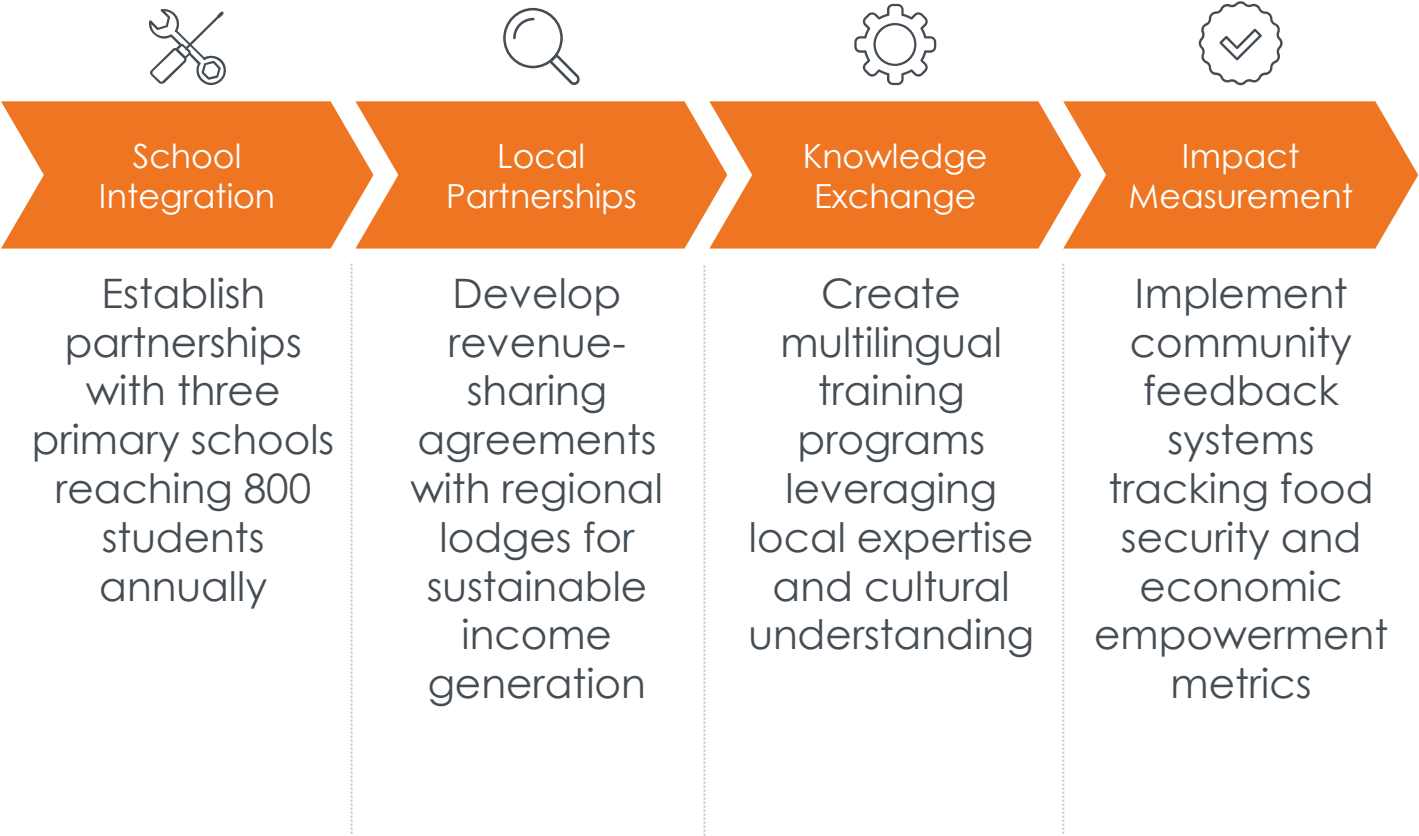 School
Integration
Local
Partnerships
Knowledge
Exchange
Impact
Measurement
Establish
partnerships
with three
primary schools
reaching 800
students
annually
Develop
revenue-
sharing
agreements
with regional
lodges for
sustainable
income
generation
Create
multilingual
training
programs
leveraging
local expertise
and cultural
understanding
Implement
community
feedback
systems
tracking food
security and
economic
empowerment
metrics